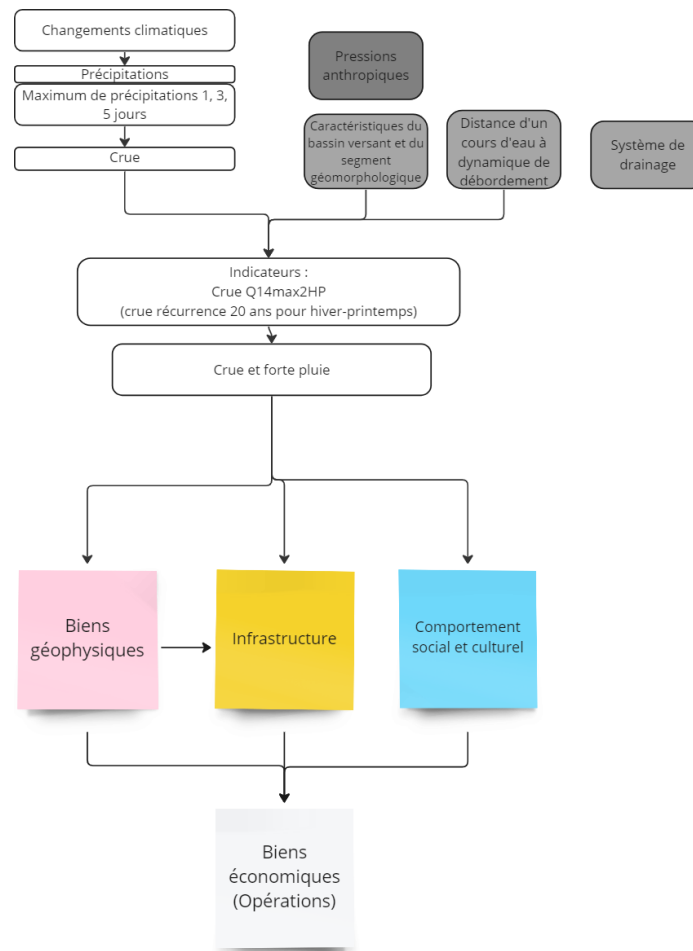 Changements climatiques
Précipitations
Maximum de précipitations 1, 3,
5 jours
Crue
Pressions
anthropiques
Caractéristiques du
bassin versant et du
segment
géomorphologique
Distance d'un
cours d'eau à
dynamique de
débordement
Système de
drainage
Indicateurs :
Crue Q14max2HP
(crue récurrence 20 ans pour hiver-printemps)
Crue et forte pluie
Biens
géophysiques
Infrastructure
Comportement
social et culturel
Biens
économiques
(Opérations)